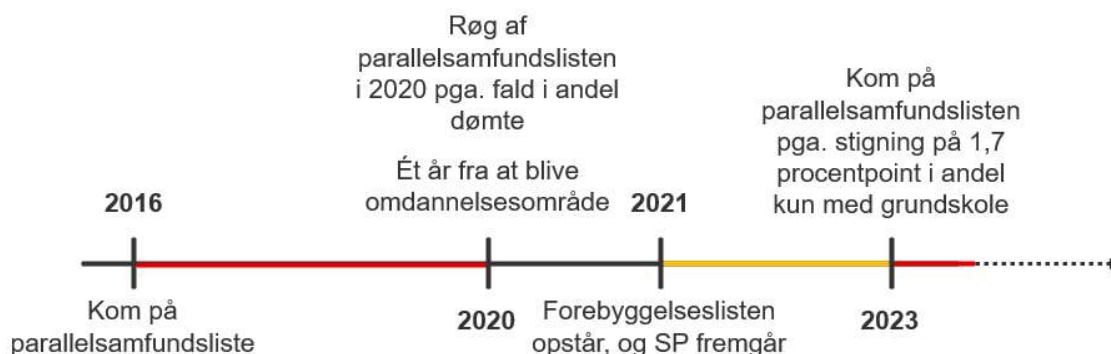 2016
Kom på
parallelsamfundsliste
Røg af
parallelsamfundslisten
i 2020 pga. fald i andel
dømte
Ét år fra at blive
omdannelsesområde
2020
2021
Forebyggelseslisten
opstår, og SP fremgår
Kom på
parallelsamfundslisten
pga. stigning på 1,7
procentpoint i andel
kun med grundskole
2023